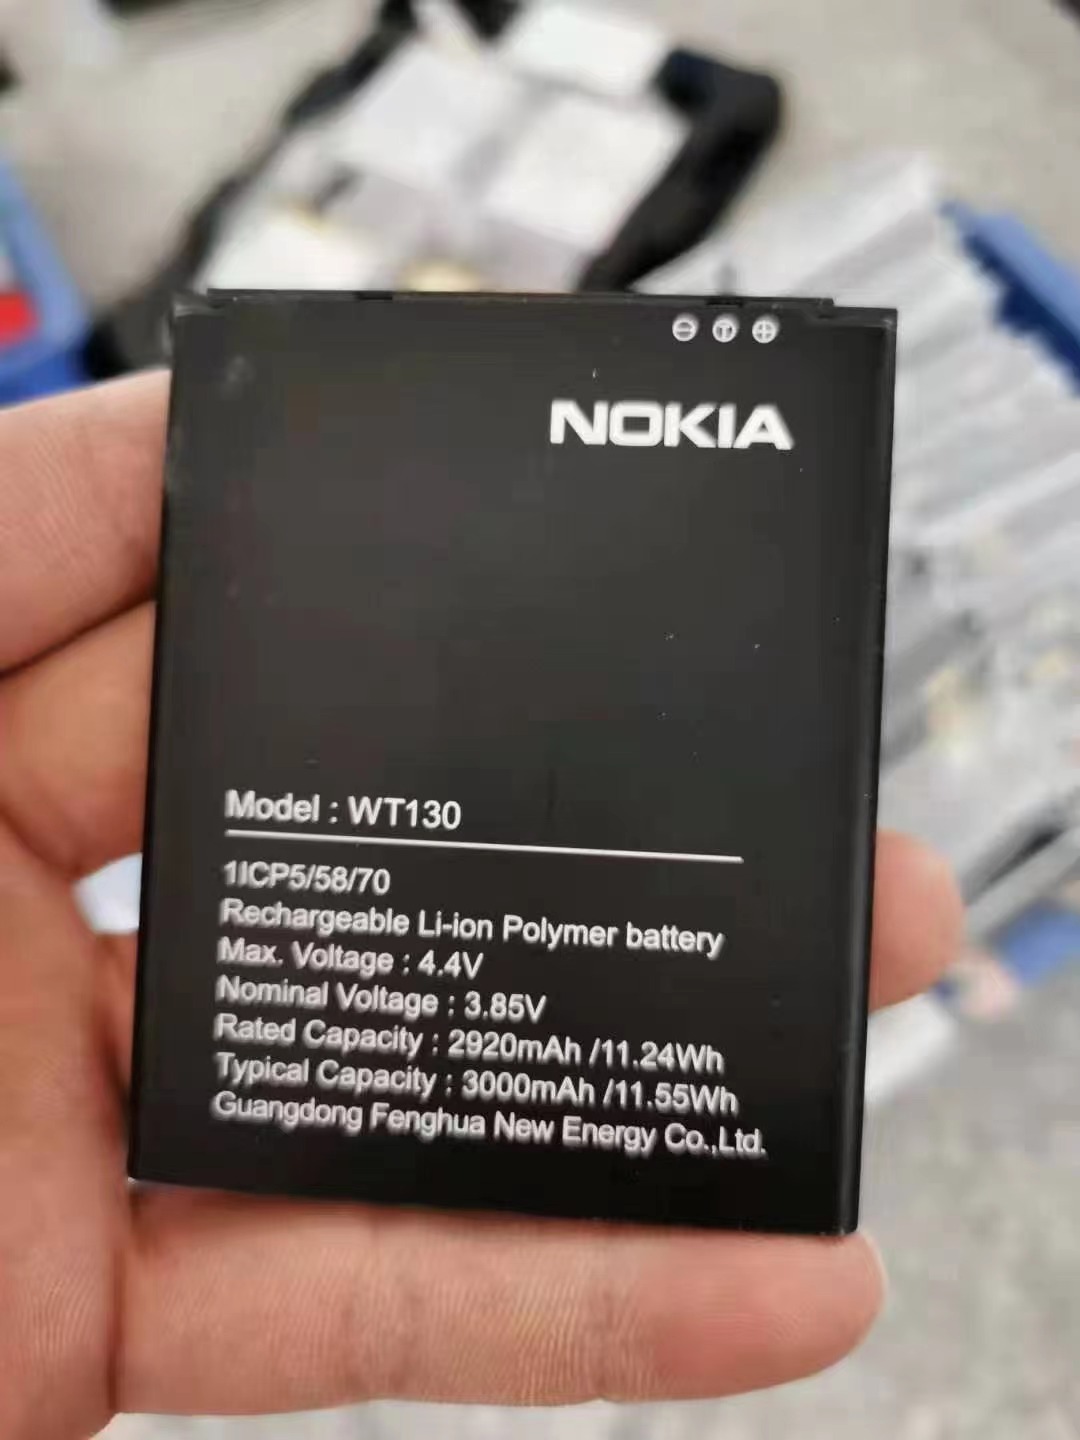 ⊖ Ⓣ ⊕
NOKIA
Model : WT130
1ICP5/58/70
Rechargeable Li-ion Polymer battery
Max. Voltage : 4.4V
Nominal Voltage : 3.85V
Rated Capacity : 2920mAh /11.24Wh
Typical Capacity : 3000mAh /11.55Wh
Guangdong Fenghua New Energy Co.,Ltd.